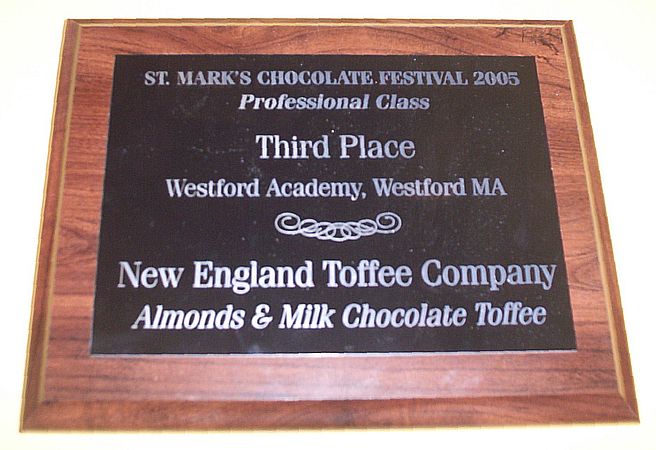 ST. MARK'S CHOCOLATE FESTIVAL 2005
Professional Class
Third Place
Westford Academy, Westford MA
New England Toffee Company
Almonds & Milk Chocolate Toffee